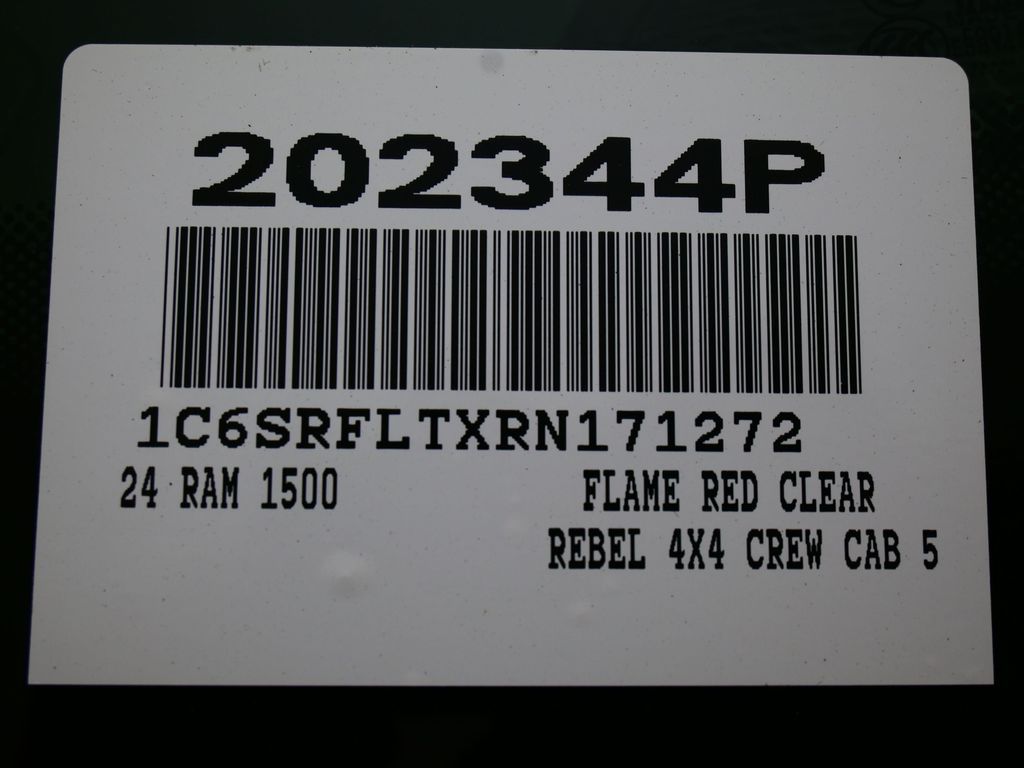 202344P
1C6SRFLTXRN171272
24 RAM 1500 FLAME RED CLEAR
REBEL 4X4 CREW CAB 5